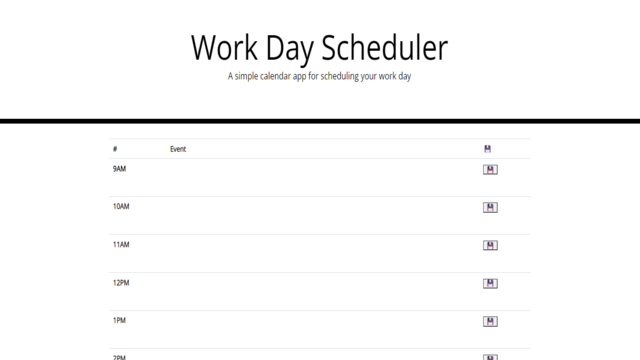 Work Day Scheduler
A simple calendar app for scheduling your work day
# Event
9AM
10AM
11AM
12PM
1PM
2PM